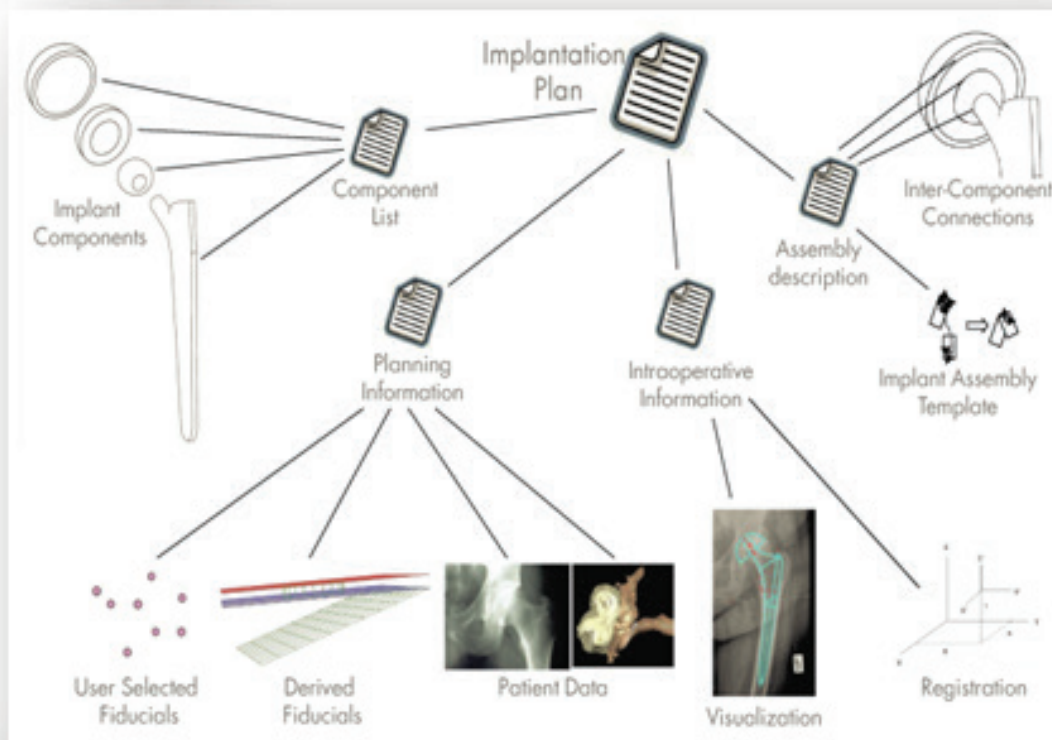 Implantation
Plan
Component
List
Implant
Components
Inter-Component
Connections
Assembly
description
Planning
Information
Intraoperative
Information
Implant Assembly
Template
User Selected
Fiducials
Derived
Fiducials
Patient Data
Visualization
Registration